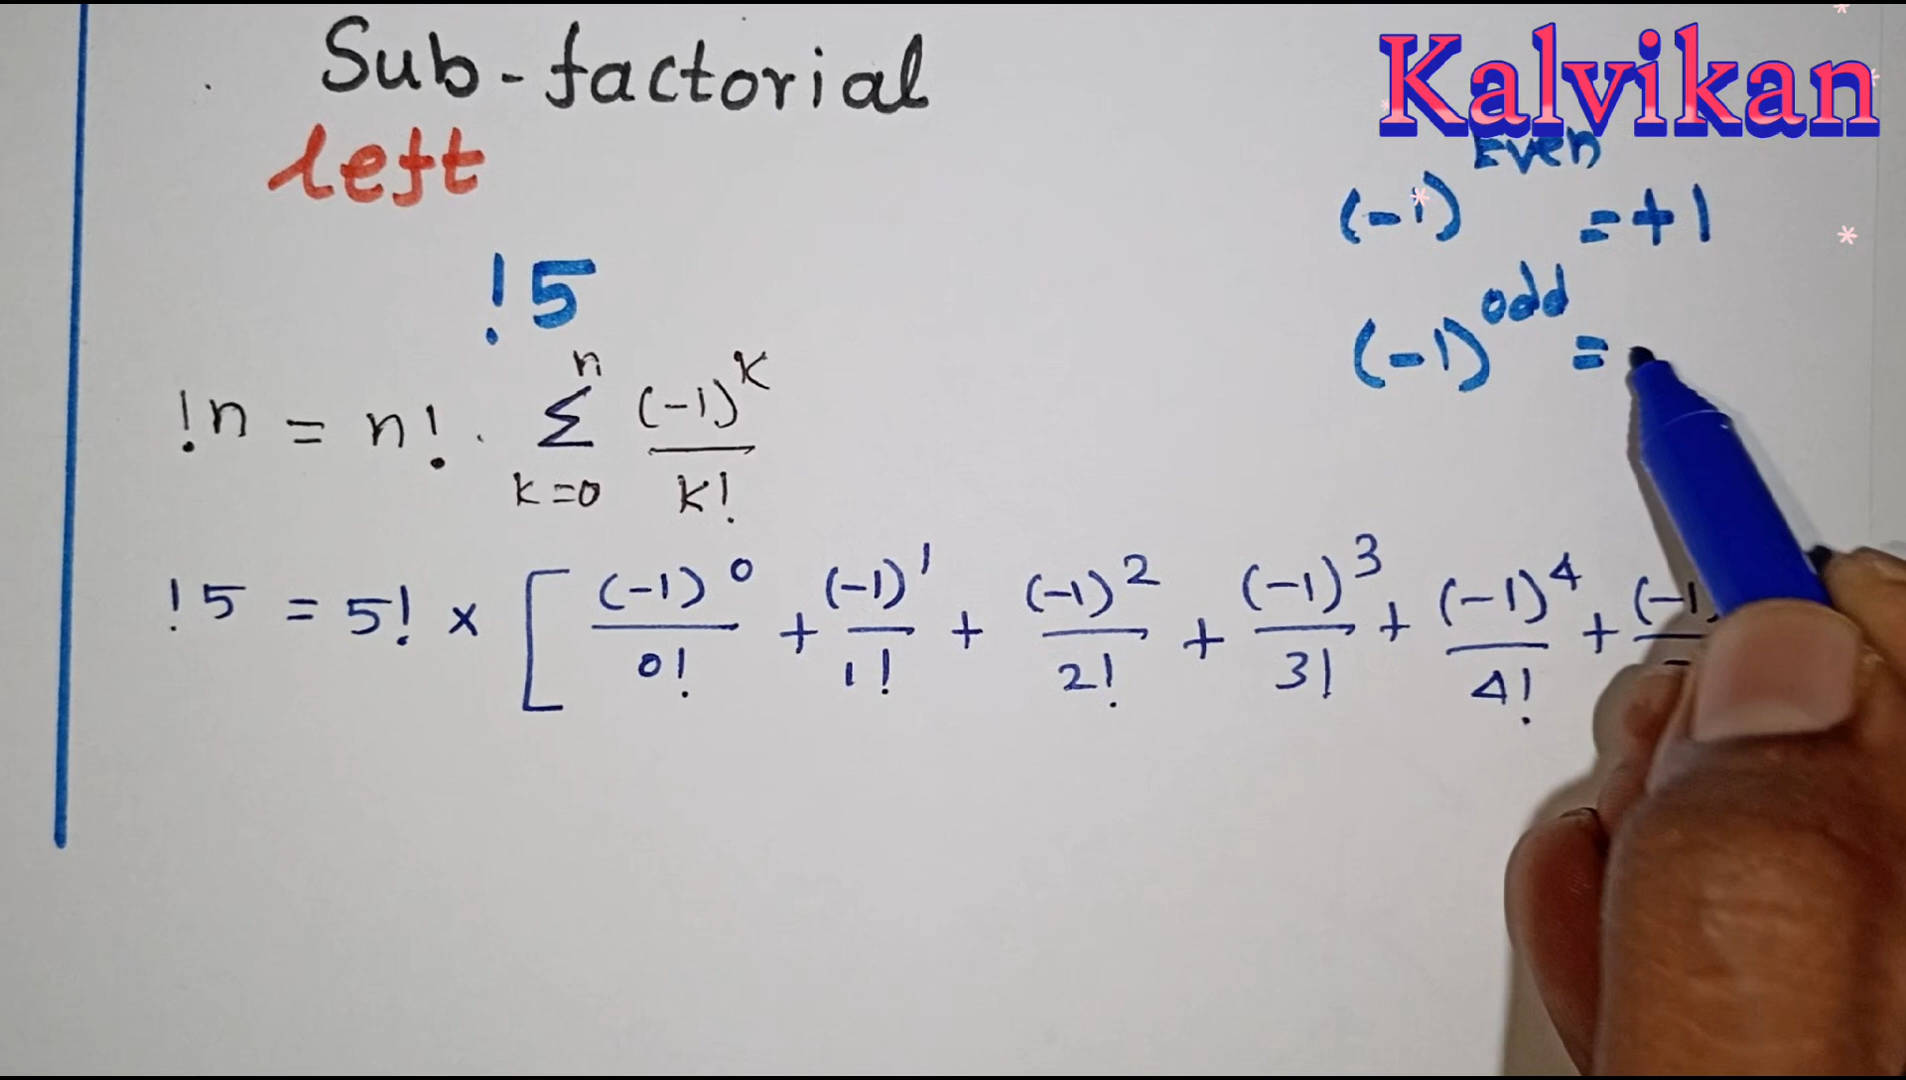 Sub-factorial
Kalvikan
left
(-1)^Even = +1
!5
(-1)^odd =
!n = n! . Σ_{k=0}^{n} (-1)^k / k!
!5 = 5! × [ (-1)^0 / 0! + (-1)^1 / 1! + (-1)^2 / 2! + (-1)^3 / 3! + (-1)^4 / 4! + (-1)